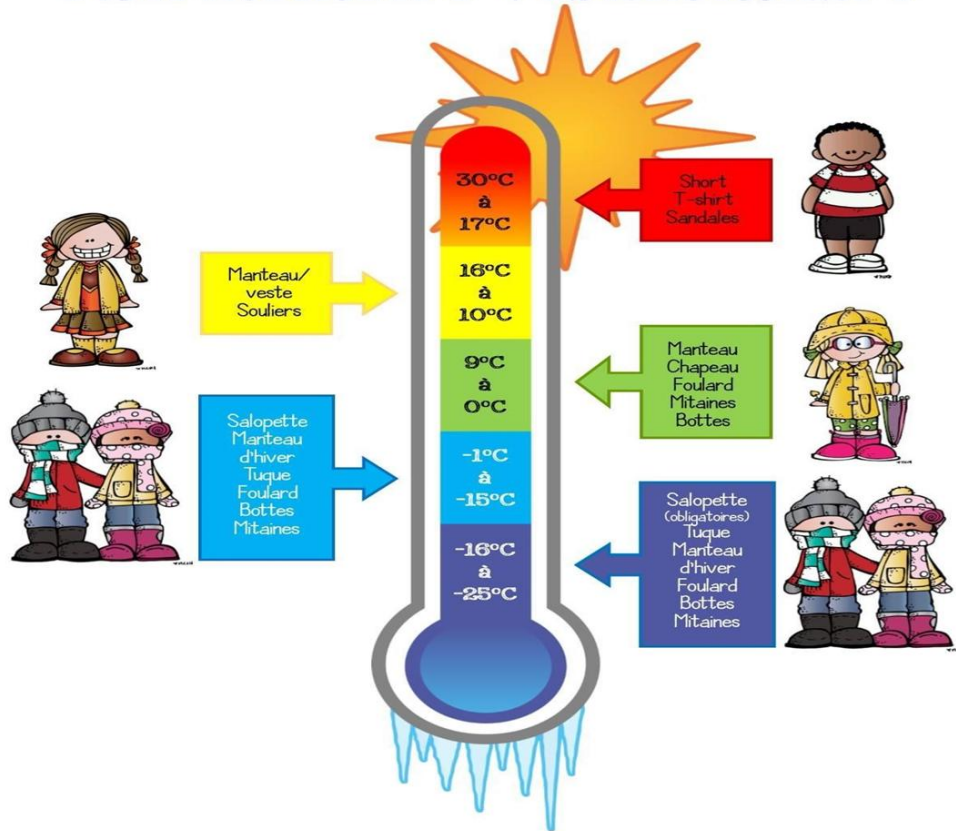 30°C
à
17°C
Short
T-shirt
Sandales
Manteau/
veste
Souliers
16°C
à
10°C
9°C
à
0°C
Manteau
Chapeau
Foulard
Mitaines
Bottes
Salopette
Manteau
d'hiver
Tuque
Foulard
Bottes
Mitaines
-1°C
à
-15°C
-16°C
à
-25°C
Salopette
(obligatoires)
Tuque
Manteau
d'hiver
Foulard
Bottes
Mitaines